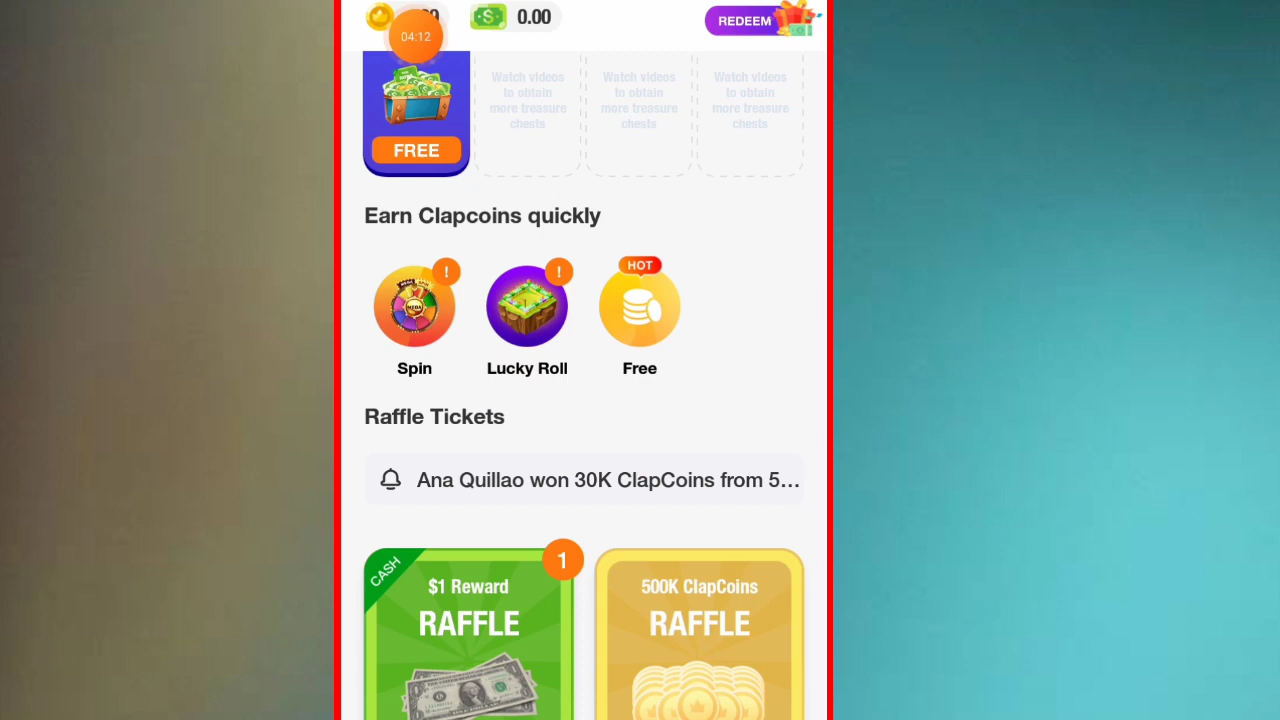 04:12
0.00
REDEEM
Watch videos
to obtain
more treasure
chests
Watch videos
to obtain
more treasure
chests
Watch videos
to obtain
more treasure
chests
FREE
Earn Clapcoins quickly
!
!
HOT
Spin
Lucky Roll
Free
Raffle Tickets
Ana Quillao won 30K ClapCoins from 5...
CASH
1
$1 Reward
RAFFLE
500K ClapCoins
RAFFLE